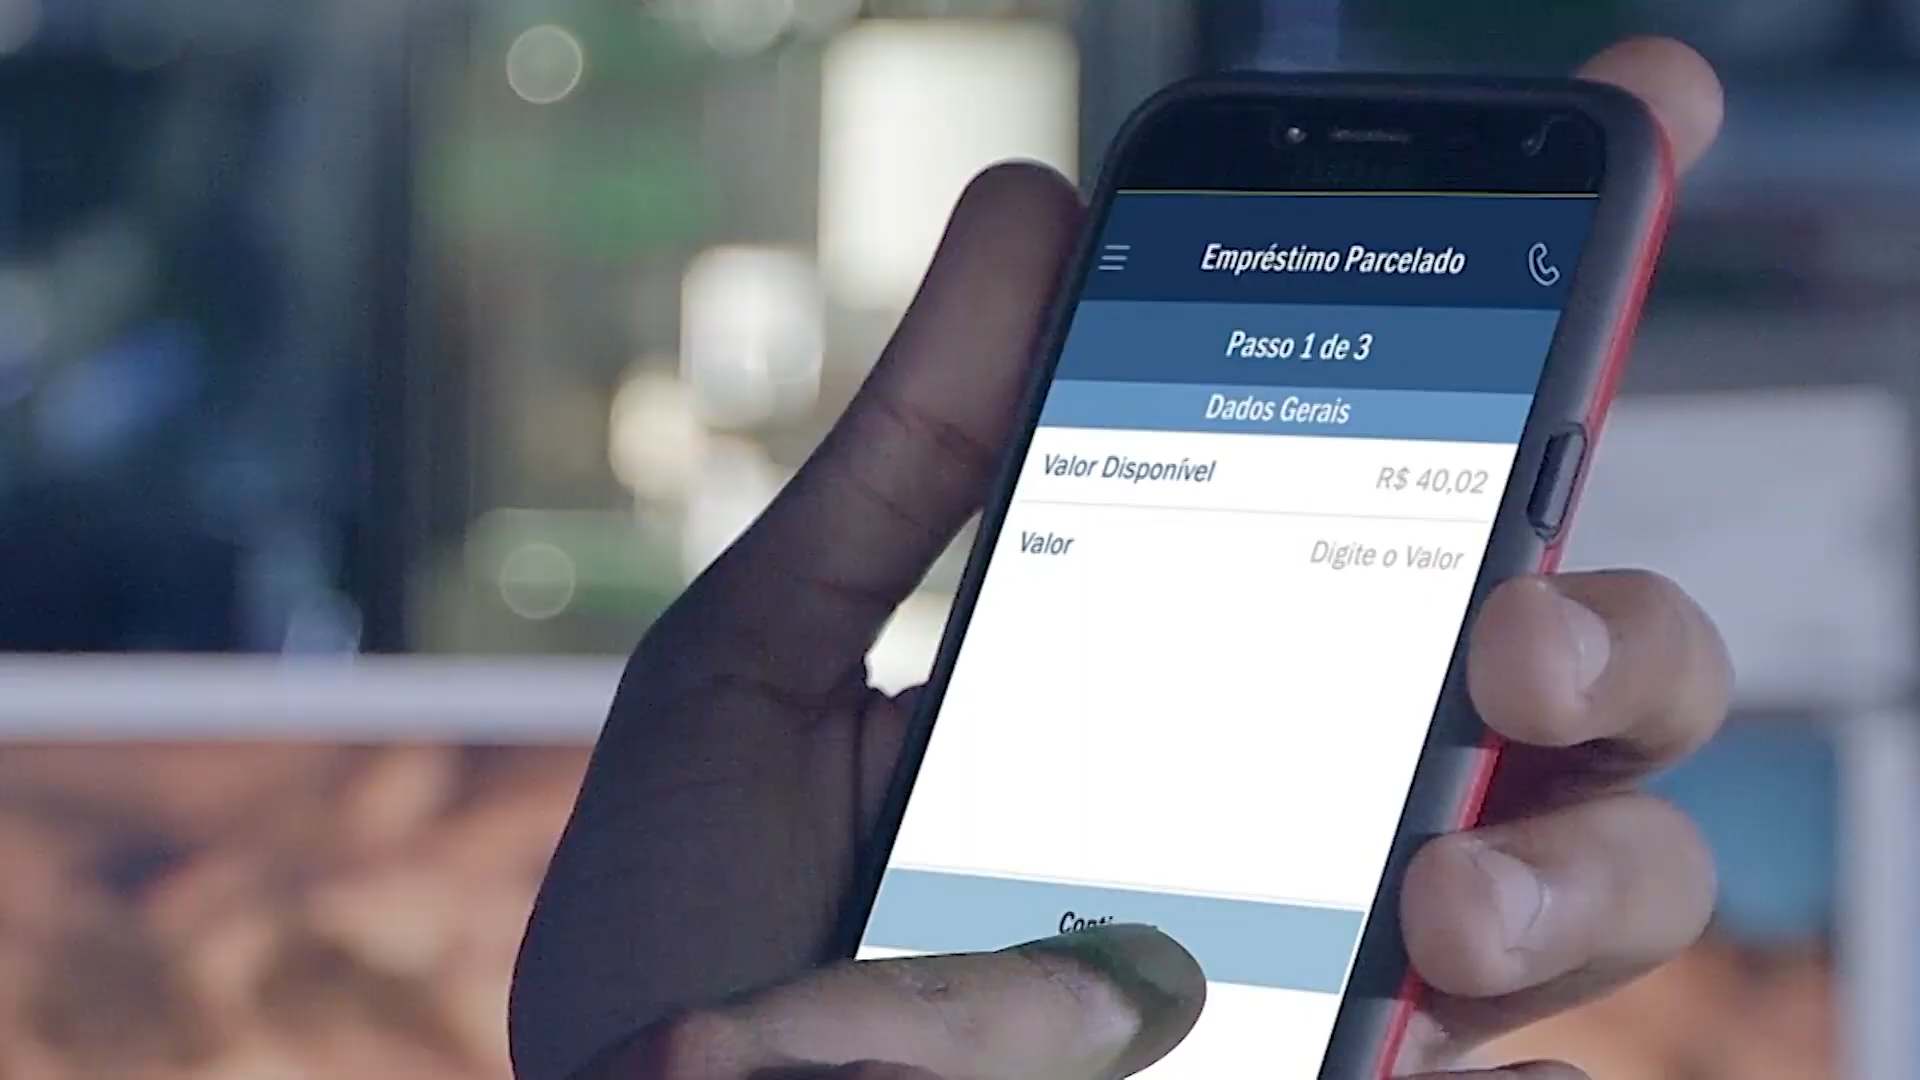 Empréstimo Parcelado
Passo 1 de 3
Dados Gerais
Valor Disponível R$ 40,02
Valor Digite o Valor